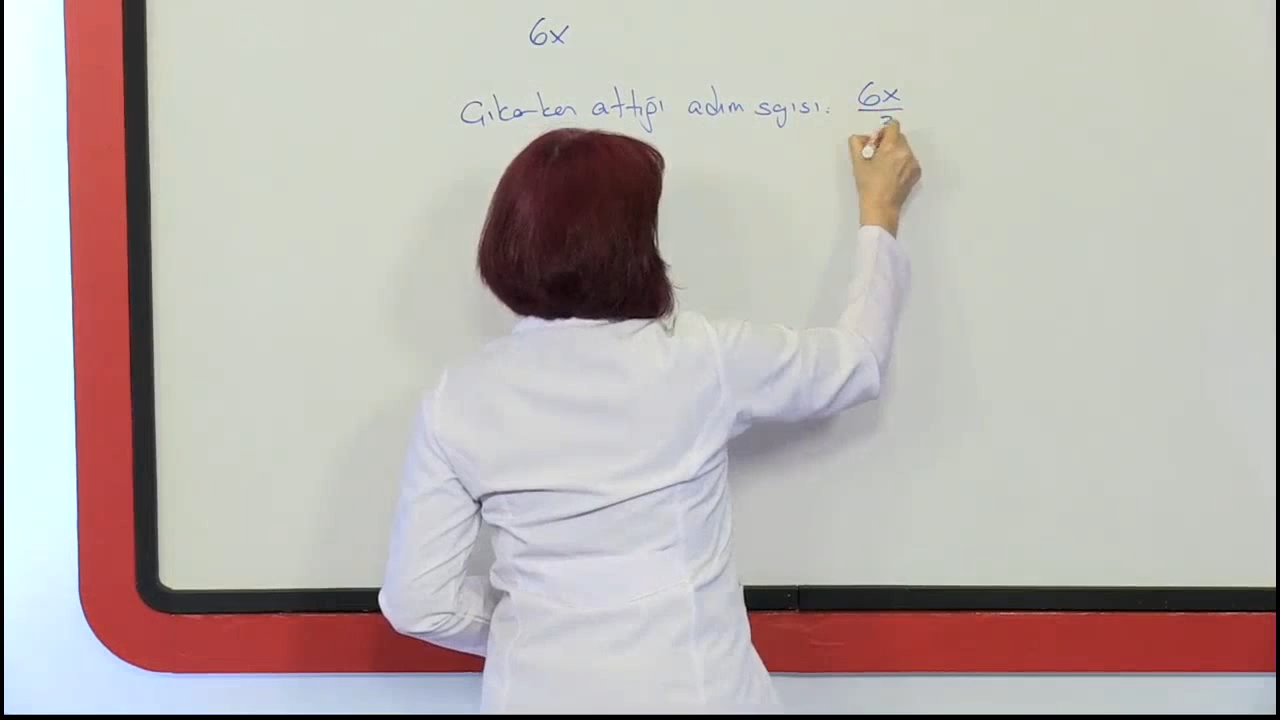 6x
Çıkarken attığı adım sayısı: 6x